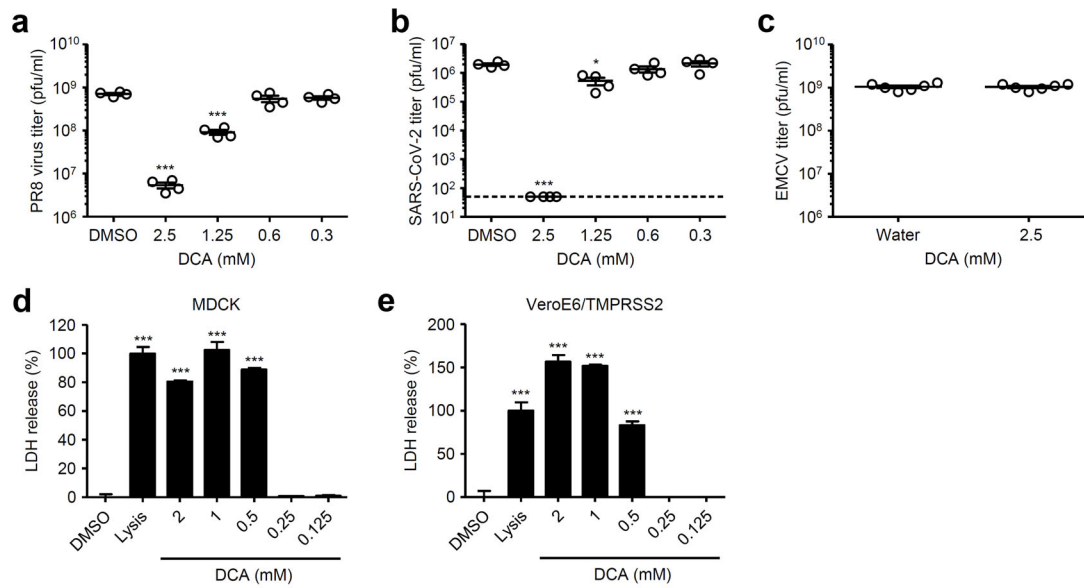 a
PR8 virus titer (pfu/ml)
10¹⁰
10⁹
10⁸
10⁷
10⁶
***
***
DMSO 2.5 1.25 0.6 0.3
DCA (mM)
b
SARS-CoV-2 titer (pfu/ml)
10⁷
10⁶
10⁵
10⁴
10³
10²
10¹
***
*
DMSO 2.5 1.25 0.6 0.3
DCA (mM)
c
EMCV titer (pfu/ml)
10¹⁰
10⁹
10⁸
10⁷
10⁶
Water 2.5
DCA (mM)
d
MDCK
LDH release (%)
120
100
80
60
40
20
0
*** *** *** ***
DMSO Lysis 2 1 0.5 0.25 0.125
DCA (mM)
e
VeroE6/TMPRSS2
LDH release (%)
200
150
100
50
0
*** *** *** ***
DMSO Lysis 2 1 0.5 0.25 0.125
DCA (mM)